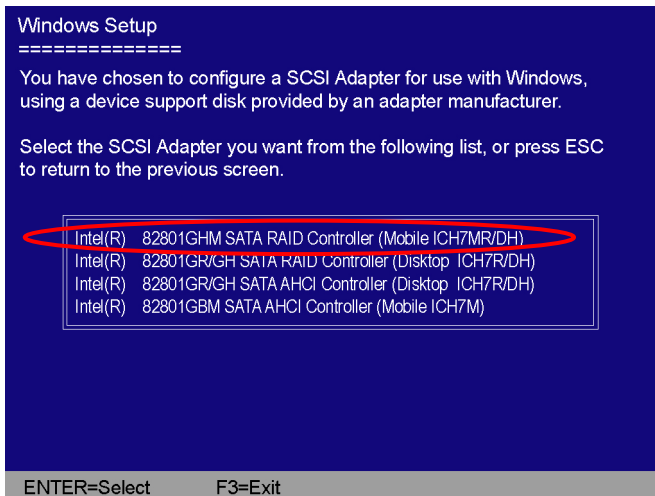 Windows Setup
==============
You have chosen to configure a SCSI Adapter for use with Windows,
using a device support disk provided by an adapter manufacturer.
Select the SCSI Adapter you want from the following list, or press ESC
to return to the previous screen.
Intel(R) 82801GHM SATA RAID Controller (Mobile ICH7MR/DH)
Intel(R) 82801GR/GH SATA RAID Controller (Disktop ICH7R/DH)
Intel(R) 82801GR/GH SATA AHCI Controller (Disktop ICH7R/DH)
Intel(R) 82801GBM SATA AHCI Controller (Mobile ICH7M)
ENTER=Select F3=Exit